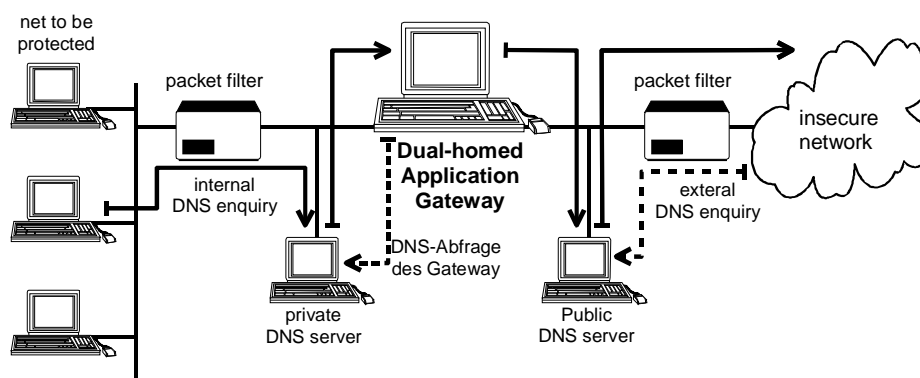 net to be
protected
packet filter
packet filter
insecure
network
Dual-homed
Application
Gateway
internal
DNS enquiry
exteral
DNS enquiry
DNS-Abfrage
des Gateway
private
DNS server
Public
DNS server